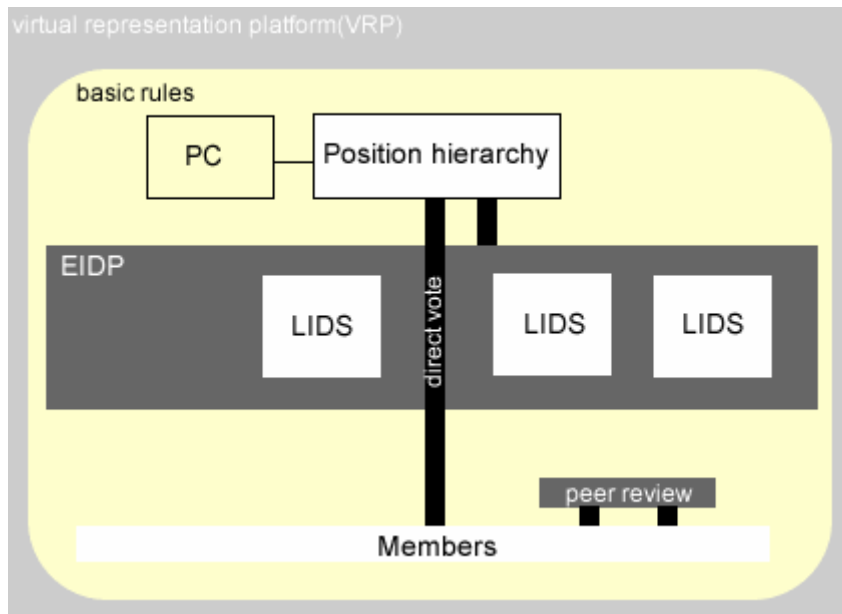 virtual representation platform(VRP)
basic rules
PC
Position hierarchy
EIDP
LIDS
direct vote
LIDS
LIDS
peer review
Members